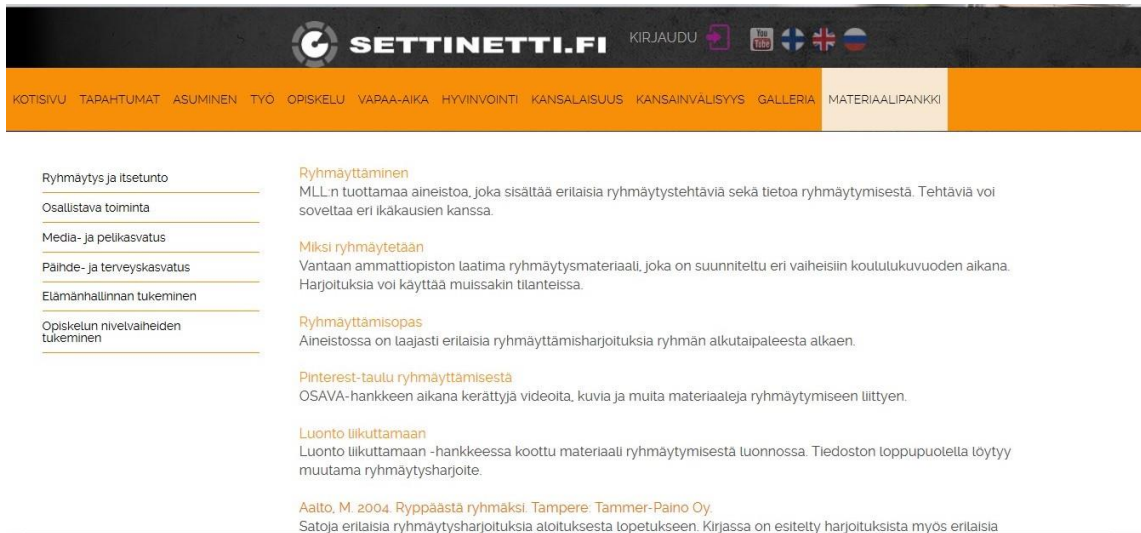 SETTINETTI.FI
KIRJAUDU
You Tube
KOTISIVU TAPAHTUMAT ASUMINEN TYÖ OPISKELU VAPAA-AIKA HYVINVOINTI KANSALAISUUS KANSAINVÄLISYYS GALLERIA MATERIAALIPANKKI
Ryhmäytys ja itsetunto
Osallistava toiminta
Media- ja pelikasvatus
Päihde- ja terveyskasvatus
Elämänhallinnan tukeminen
Opiskelun nivelvaiheiden
tukeminen
Ryhmäyttäminen
MLL:n tuottamaa aineistoa, joka sisältää erilaisia ryhmäytystehtäviä sekä tietoa ryhmäytymisestä. Tehtäviä voi
soveltaa eri ikäkausien kanssa.
Miksi ryhmäytetään
Vantaan ammattiopiston laatima ryhmäytysmateriaali, joka on suunniteltu eri vaiheisiin koululukuvuoden aikana.
Harjoituksia voi käyttää muissakin tilanteissa.
Ryhmäyttämisopas
Aineistossa on laajasti erilaisia ryhmäyttämisharjoituksia ryhmän alkutaipaleesta alkaen.
Pinterest-taulu ryhmäyttämisestä
OSAVA-hankkeen aikana kerättyjä videoita, kuvia ja muita materiaaleja ryhmäytymiseen liittyen.
Luonto liikuttamaan
Luonto liikuttamaan -hankkeessa koottu materiaali ryhmäytymisestä luonnossa. Tiedoston loppupuolella löytyy
muutama ryhmäytysharjoite.
Aalto, M. 2004. Ryppäästä ryhmäksi. Tampere: Tammer-Paino Oy.
Satoja erilaisia ryhmäytysharjoituksia aloituksesta lopetukseen. Kirjassa on esitelty harjoituksista myös erilaisia